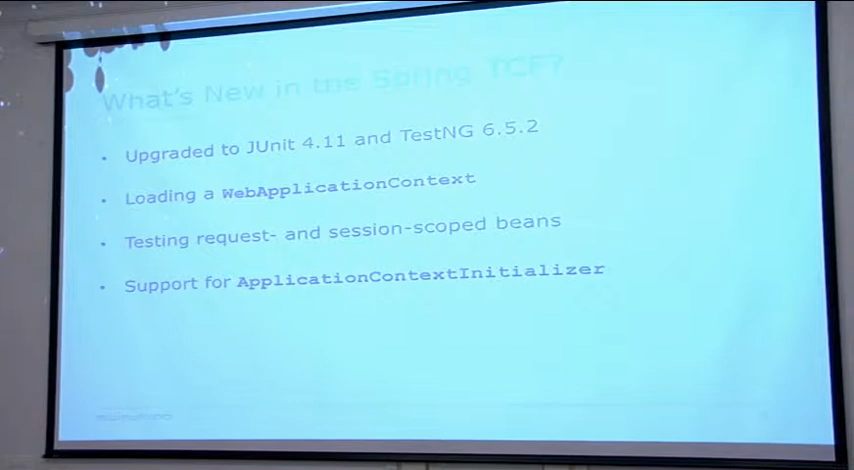 What's New in the Spring TCF?
• Upgraded to JUnit 4.11 and TestNG 6.5.2
• Loading a WebApplicationContext
• Testing request- and session-scoped beans
• Support for ApplicationContextInitializer